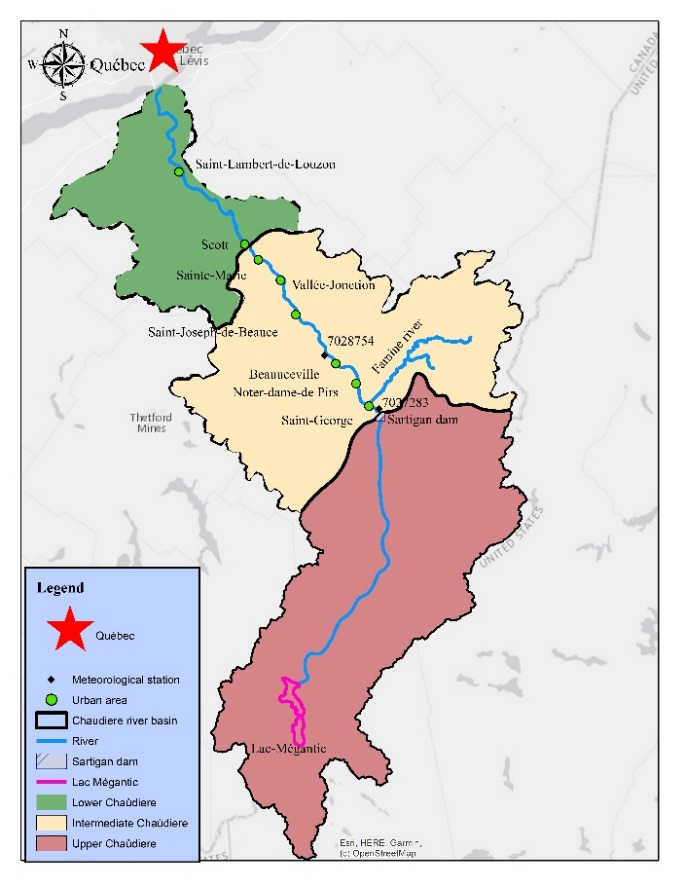 N
W
E
S
Québec
Québec
Lévis
CANADA
UNITED
Saint-Lambert-de-Louzon
Scott
Sainte-Marie
Vallée-Jonction
Saint-Joseph-de-Beauce
7028754
Famine river
Beauuceville
Noter-dame-de Pirs
7027283
Saint-George
Sartigan dam
Thetford
Mines
UNITED STATES
Lac-Mégantic
Legend
Québec
Meteorological station
Urban area
Chaudiere river basin
River
Sartigan dam
Lac Mégantic
Lower Chaûdiere
Intermediate Chaûdiere
Upper Chaûdiere
Esri, HERE, Garmin,
(c) OpenStreetMap